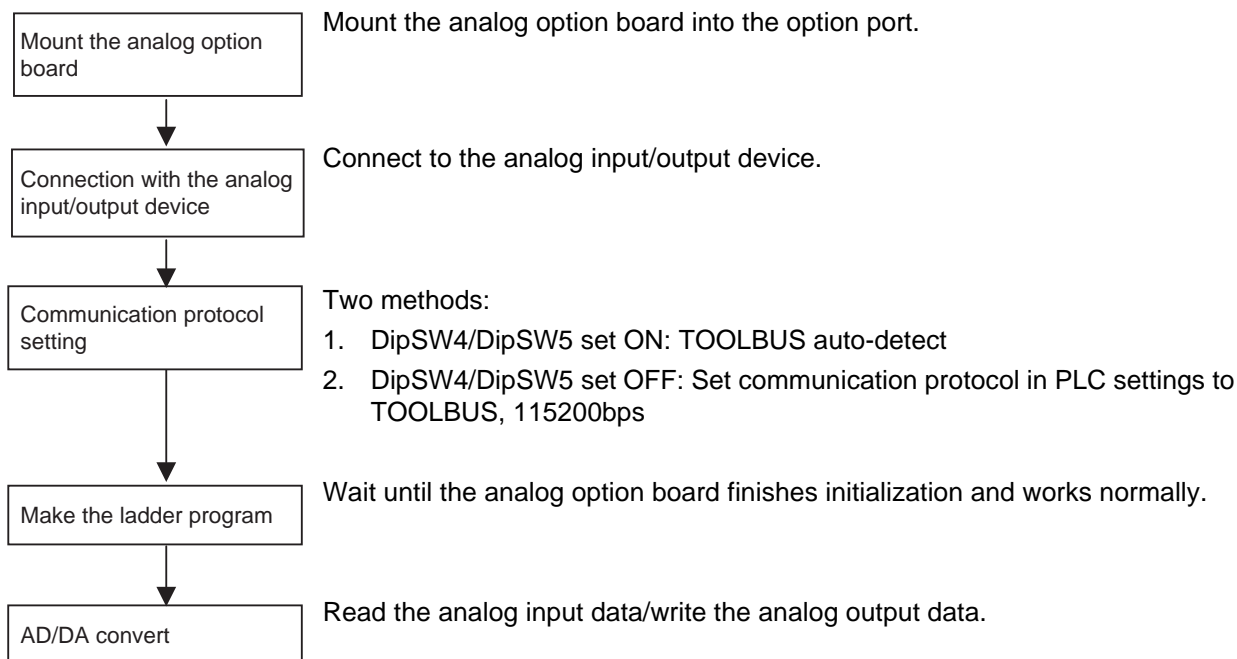 Mount the analog option
board
Mount the analog option board into the option port.
Connection with the analog
input/output device
Connect to the analog input/output device.
Communication protocol
setting
Two methods:
1. DipSW4/DipSW5 set ON: TOOLBUS auto-detect
2. DipSW4/DipSW5 set OFF: Set communication protocol in PLC settings to
TOOLBUS, 115200bps
Make the ladder program
Wait until the analog option board finishes initialization and works normally.
AD/DA convert
Read the analog input data/write the analog output data.